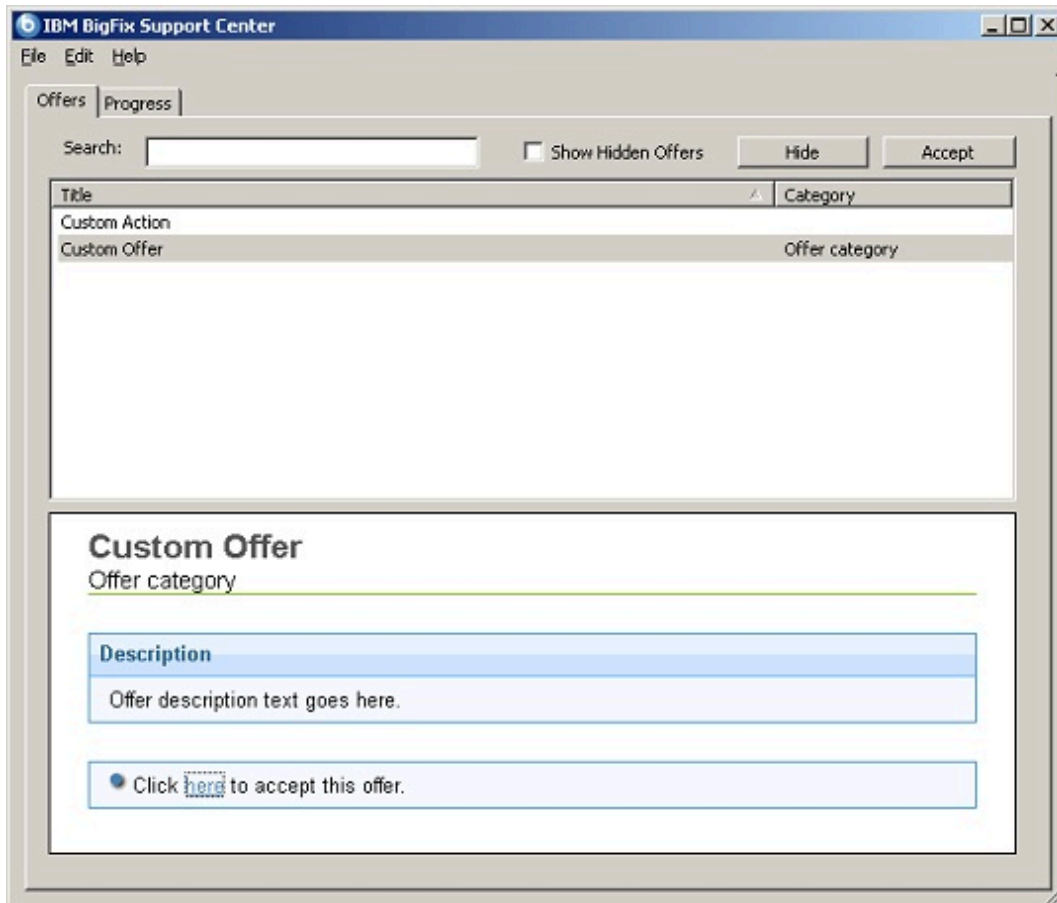 IBM BigFix Support Center
File Edit Help
Offers Progress
Search: Show Hidden Offers Hide Accept
Title Category
Custom Action
Custom Offer Offer category
Custom Offer
Offer category
Description
Offer description text goes here.
Click here to accept this offer.